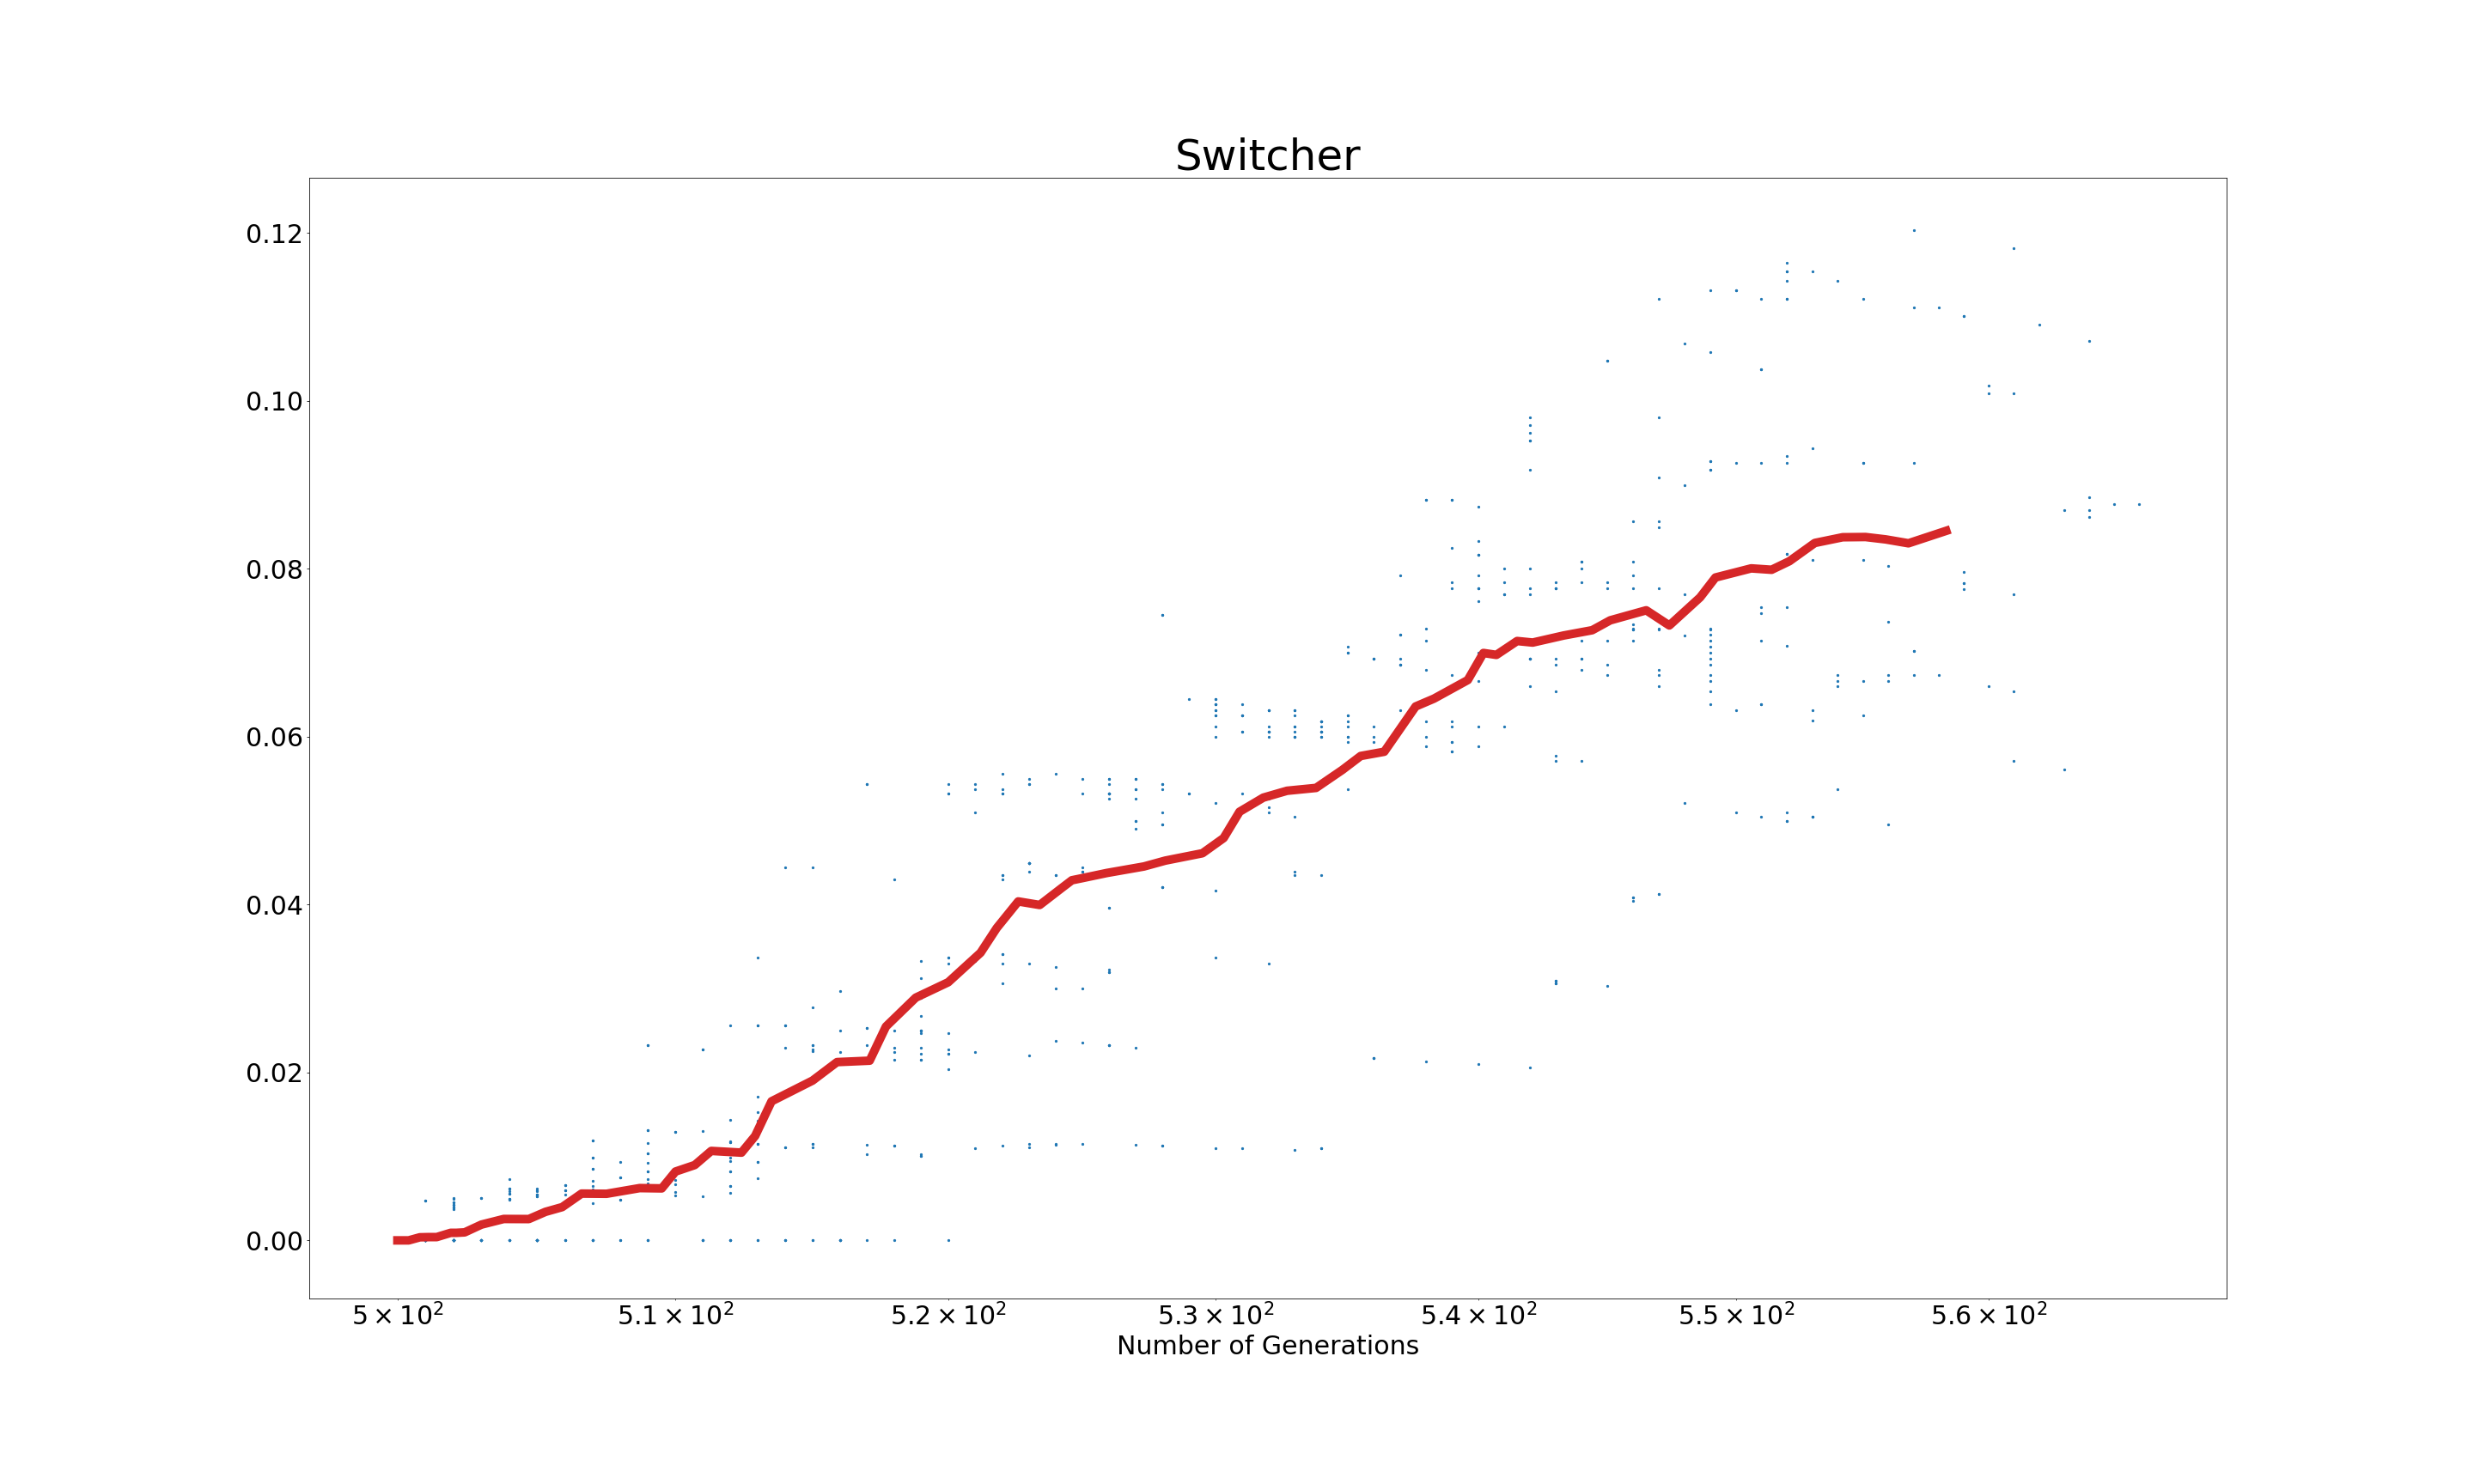 Switcher
0.12
0.10
0.08
0.06
0.04
0.02
0.00
5 × 10² 5.1 × 10² 5.2 × 10² 5.3 × 10² 5.4 × 10² 5.5 × 10² 5.6 × 10²
Number of Generations